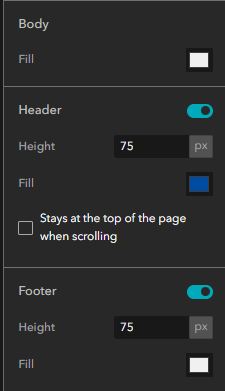 Body
Fill
Header
Height 75 px
Fill
Stays at the top of the page
when scrolling
Footer
Height 75 px
Fill